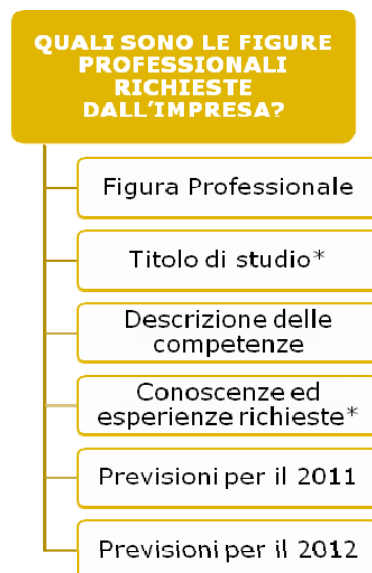 QUALI SONO LE FIGURE
PROFESSIONALI
RICHIESTE
DALL'IMPRESA?
Figura Professionale
Titolo di studio*
Descrizione delle
competenze
Conoscenze ed
esperienze richieste*
Previsioni per il 2011
Previsioni per il 2012